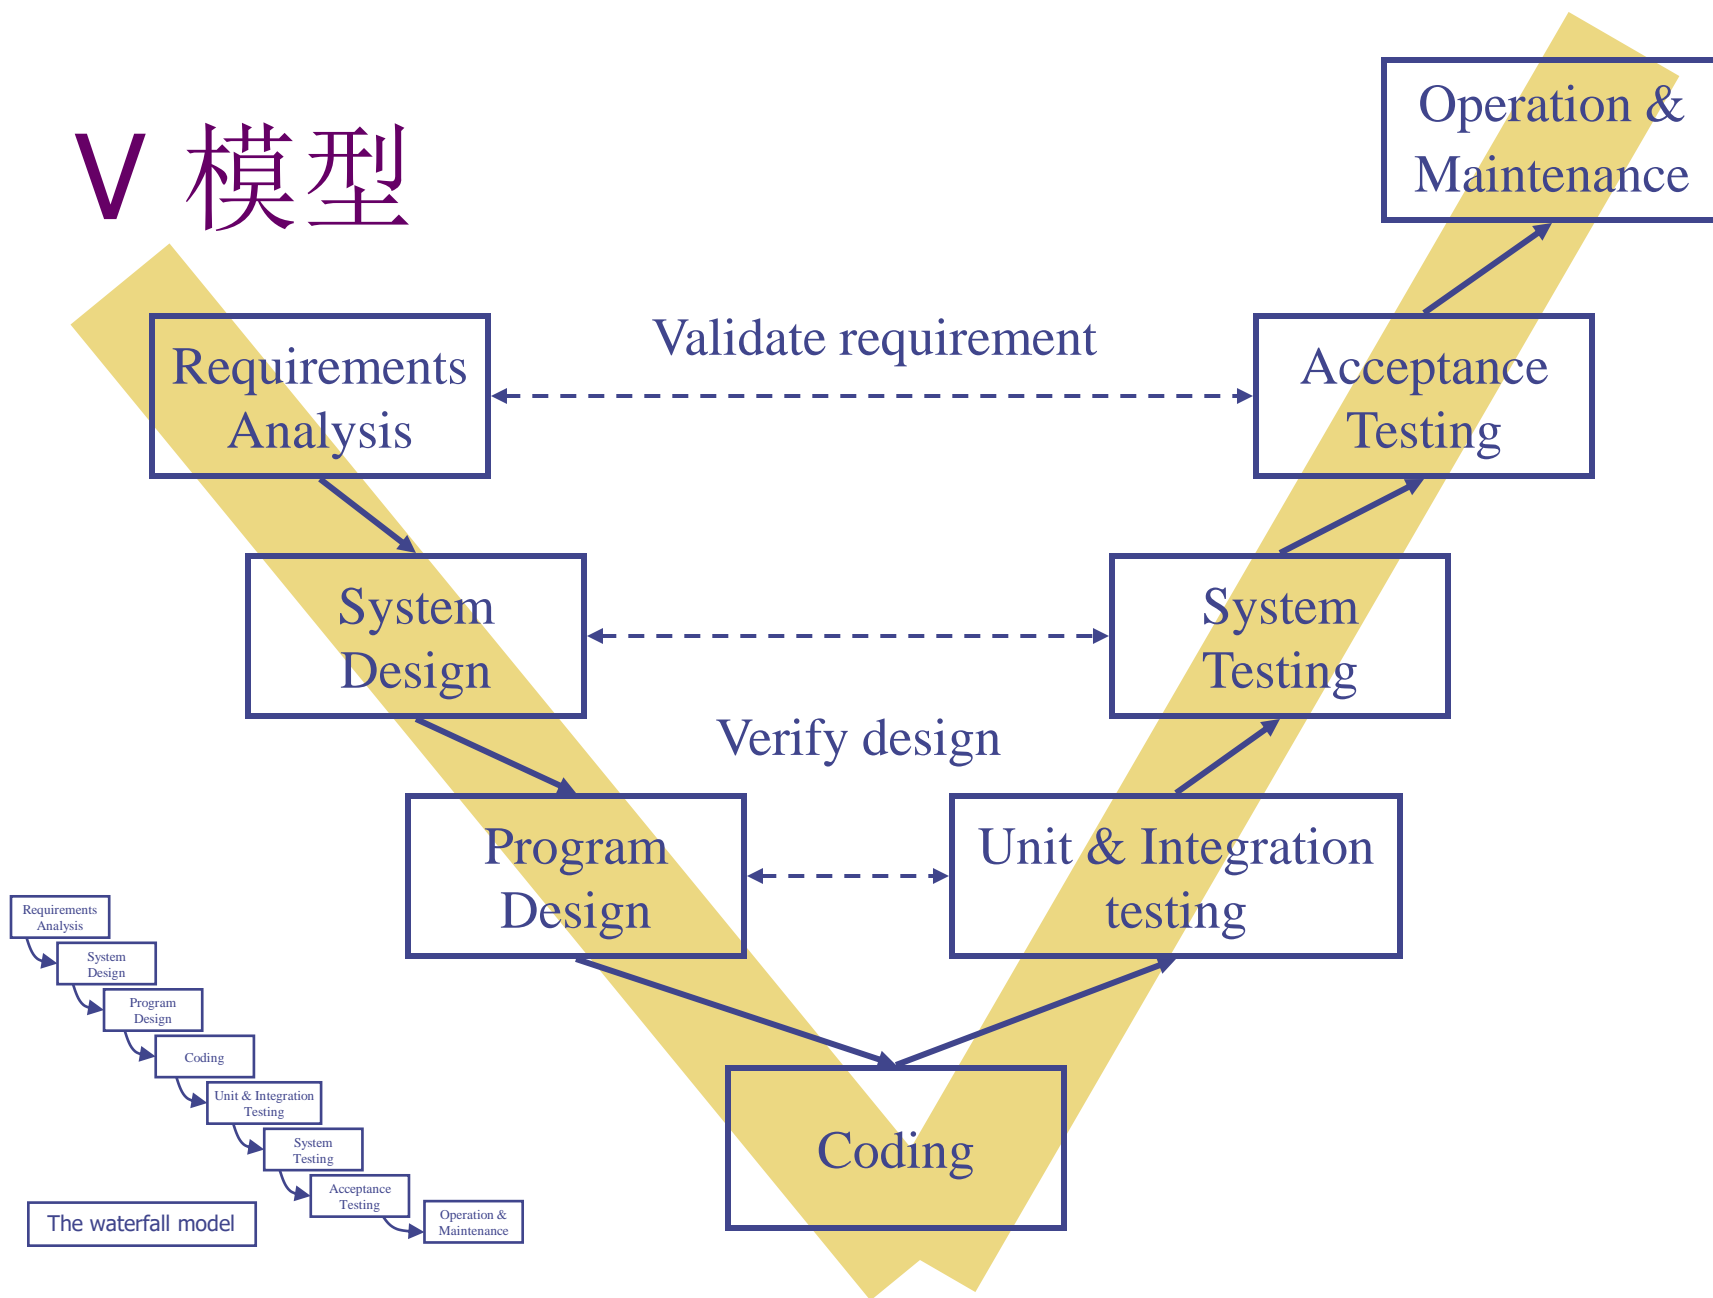 V 模型
Operation &
Maintenance
Validate requirement
Requirements
Analysis
Acceptance
Testing
System
Design
System
Testing
Verify design
Program
Design
Unit & Integration
testing
Coding
Requirements
Analysis
System
Design
Program
Design
Coding
Unit & Integration
Testing
System
Testing
Acceptance
Testing
Operation &
Maintenance
The waterfall model